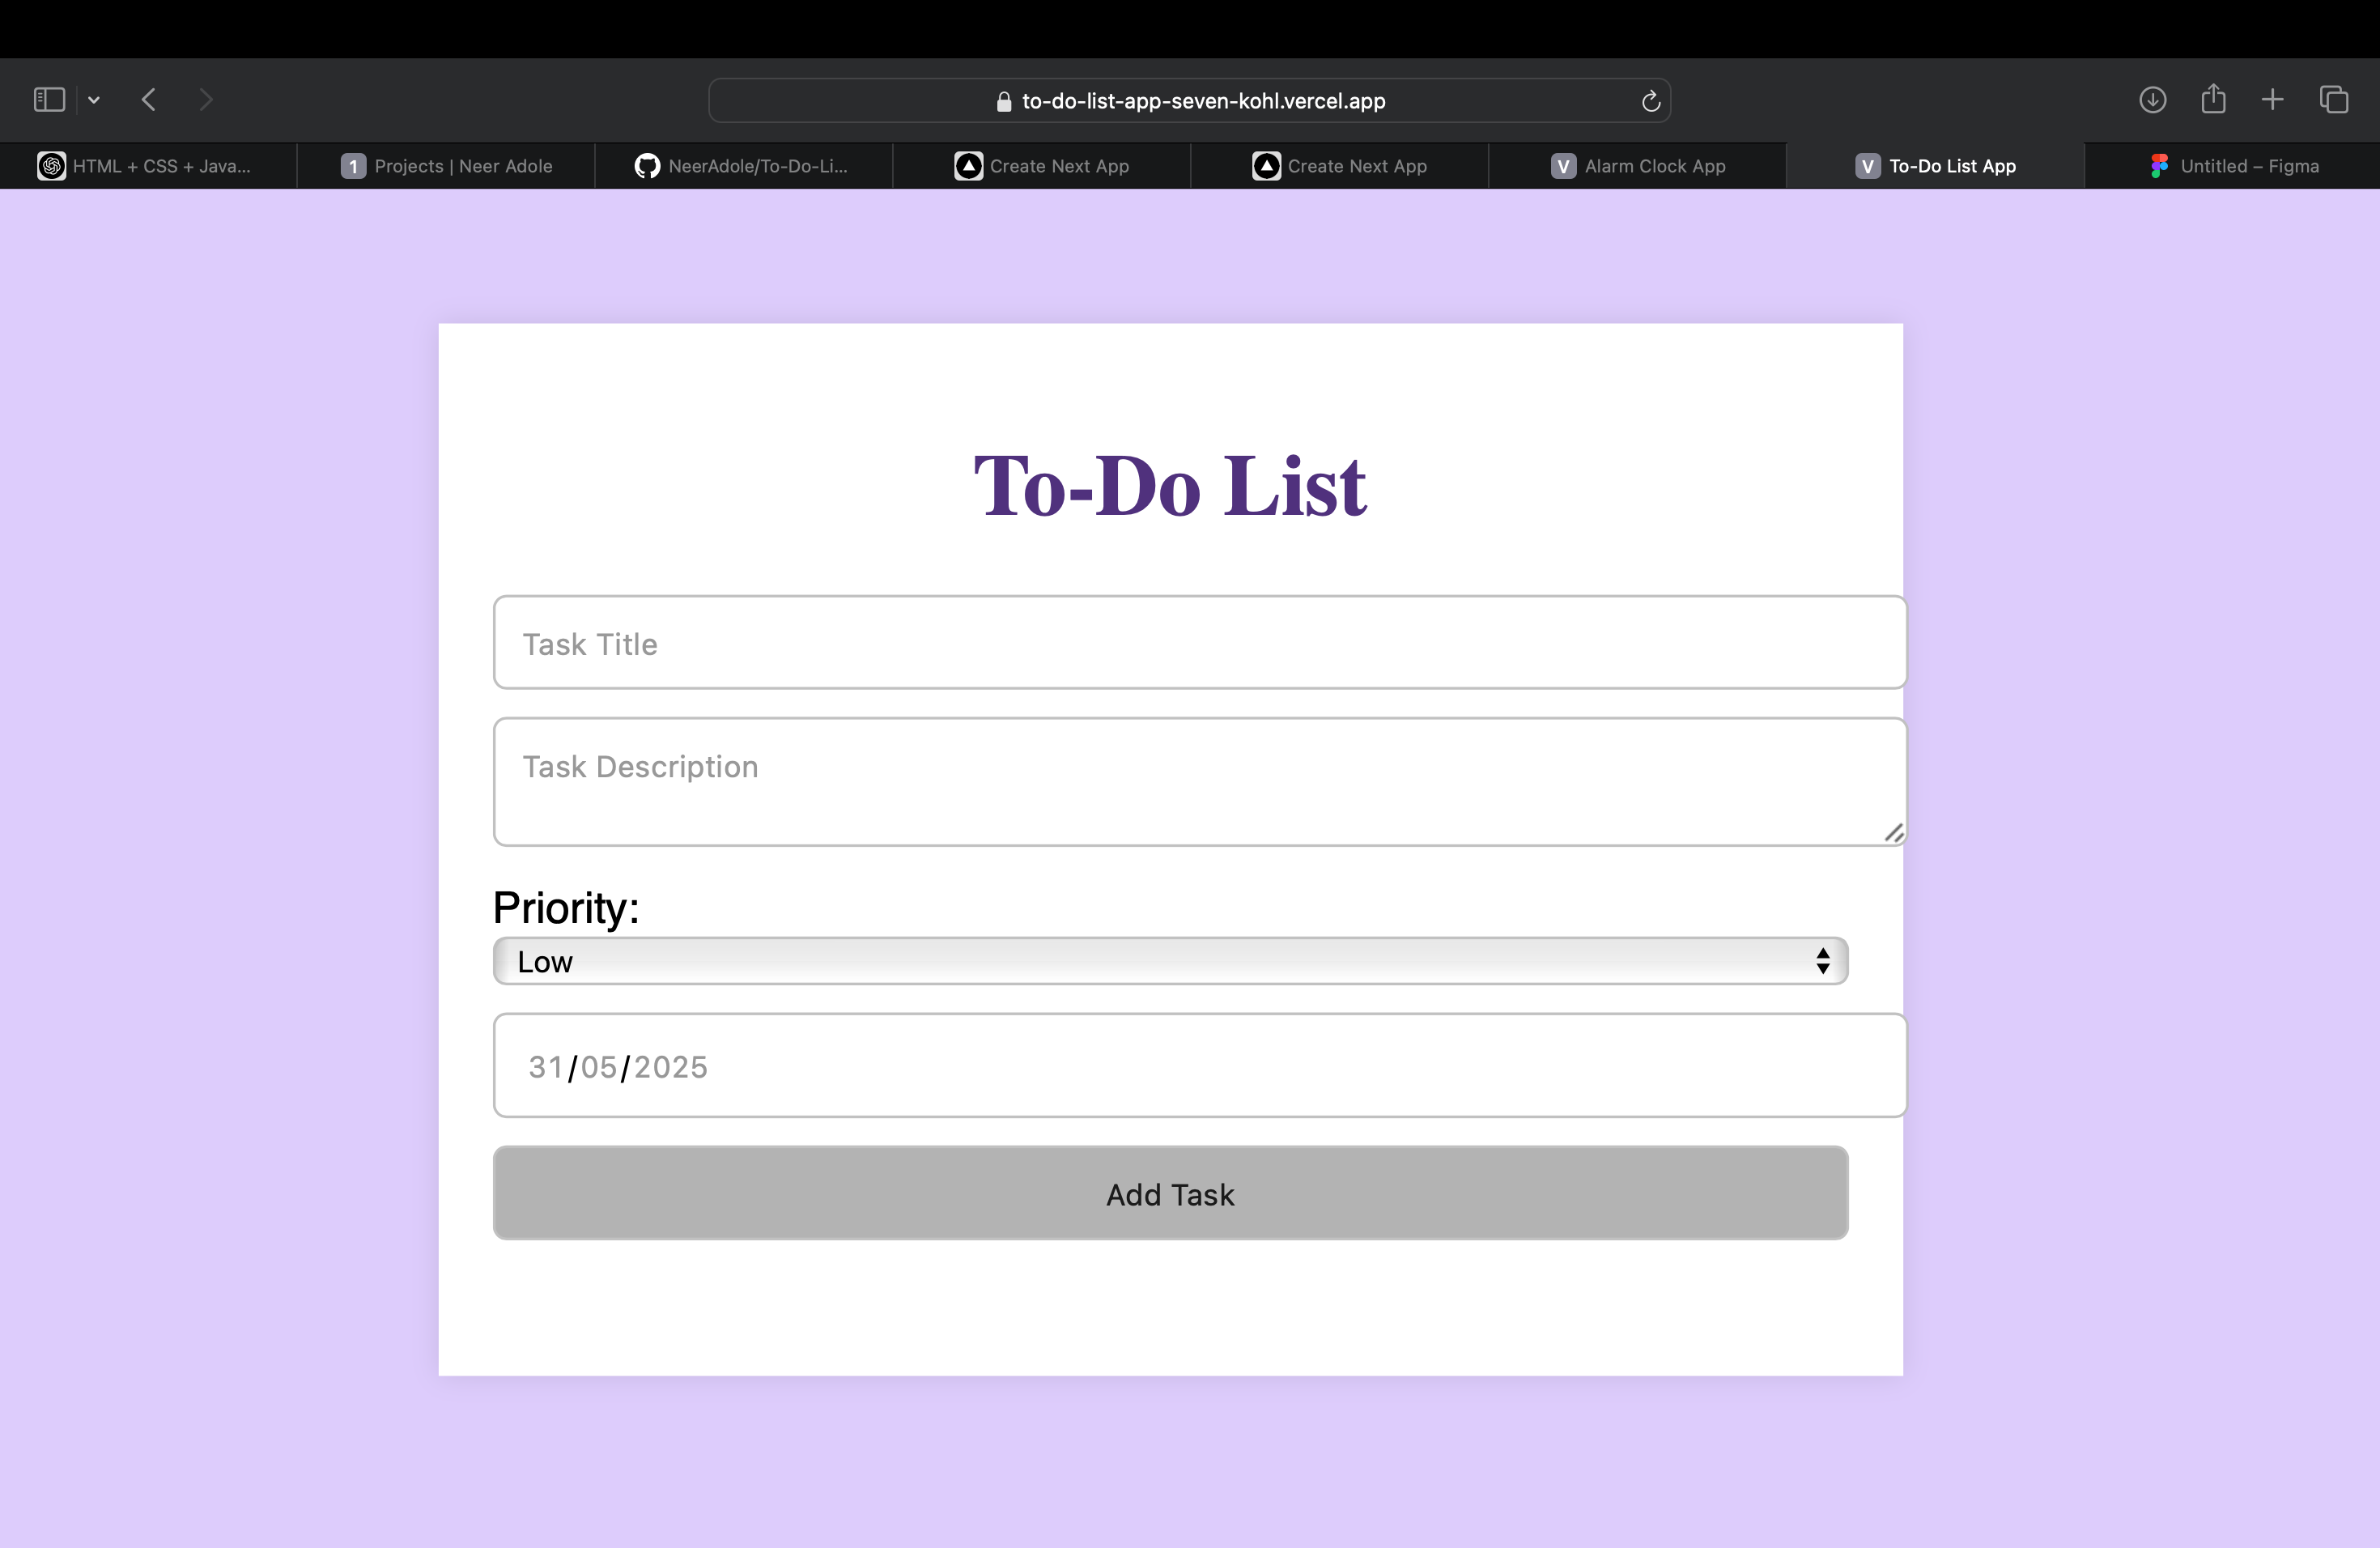 to-do-list-app-seven-kohl.vercel.app
HTML + CSS + Java...
1 Projects | Neer Adole
NeerAdole/To-Do-Li...
Create Next App
Create Next App
V Alarm Clock App
V To-Do List App
Untitled – Figma
To-Do List
Task Title
Task Description
Priority:
Low
31/05/2025
Add Task